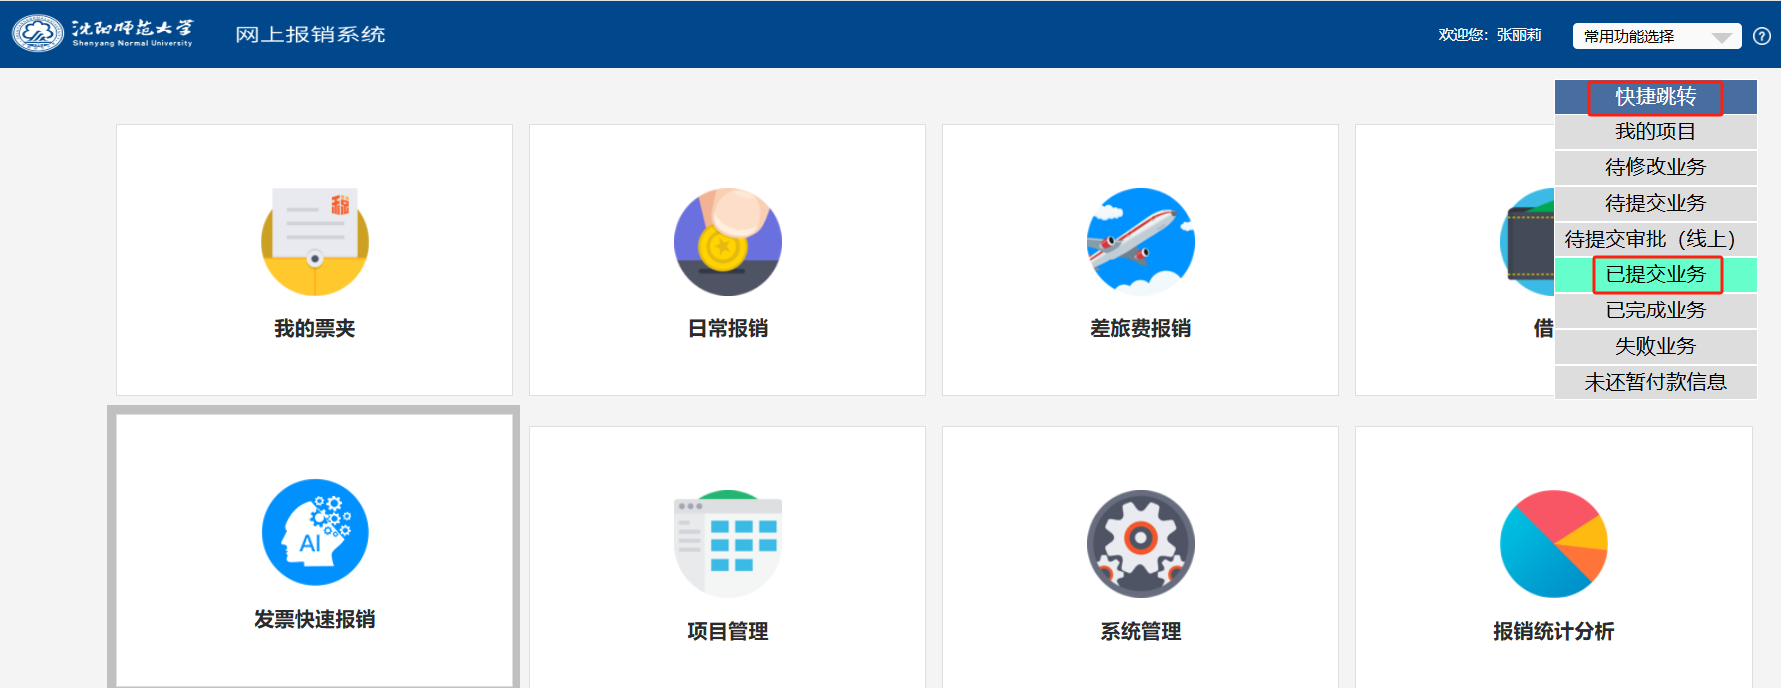 沈阳师范大学
Shenyang Normal University
网上报销系统
欢迎您：张丽莉
常用功能选择
?
快捷跳转
我的项目
待修改业务
待提交业务
待提交审批（线上）
已提交业务
已完成业务
失败业务
未还暂付款信息
我的票夹
日常报销
差旅费报销
借
AI
发票快速报销
项目管理
系统管理
报销统计分析